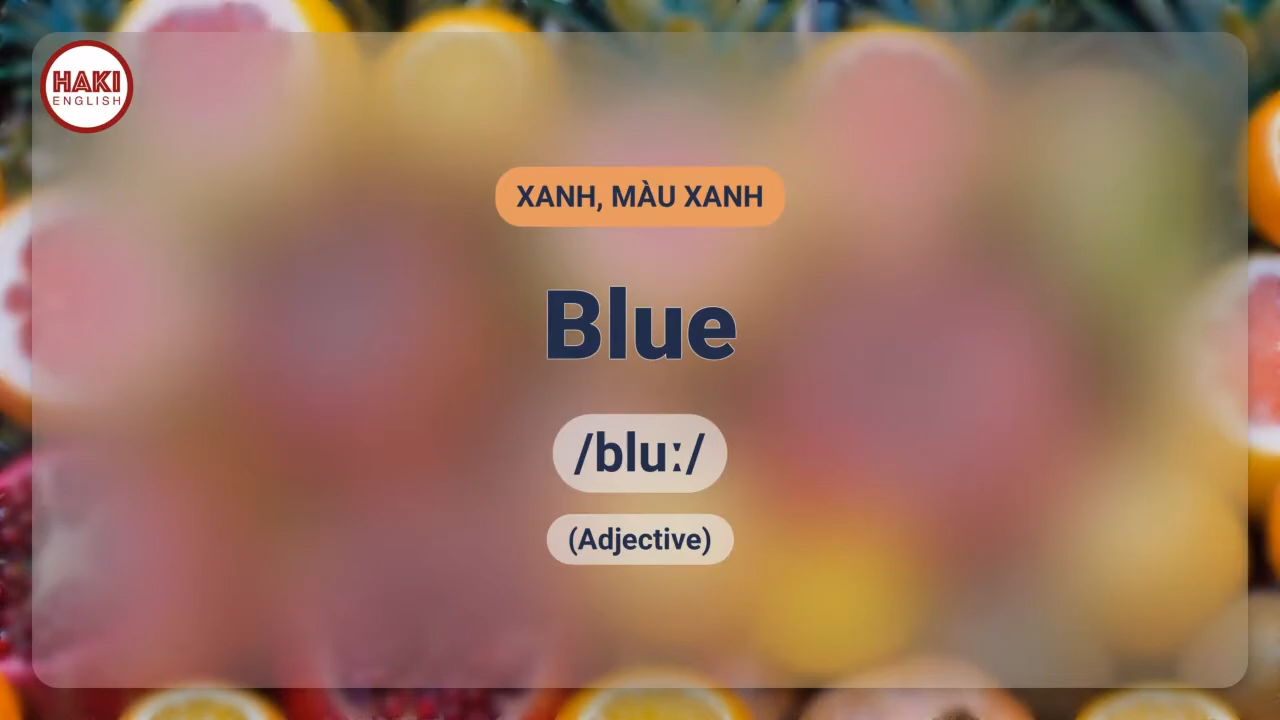 HAKI
ENGLISH
XANH, MÀU XANH
Blue
/bluː/
(Adjective)